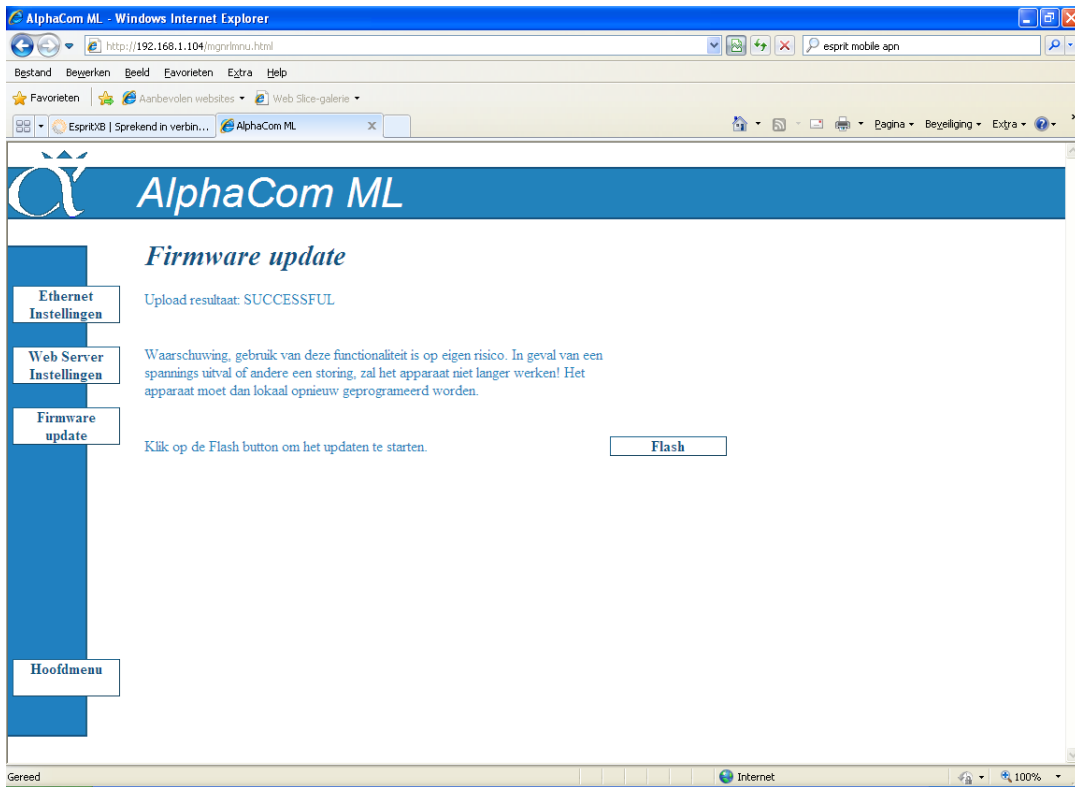 AlphaCom ML - Windows Internet Explorer
http://192.168.1.104/mgnrlmnu.html
esprit mobile apn
Bestand Bewerken Beeld Favorieten Extra Help
Favorieten Aanbevolen websites Web Slice-galerie
EspritXB | Sprekend in verbin... AlphaCom ML x Pagina Beveiliging Extra
AlphaCom ML
Firmware update
Ethernet
Instellingen
Upload resultaat: SUCCESSFUL
Web Server
Instellingen
Waarschuwing, gebruik van deze functionaliteit is op eigen risico. In geval van een
spannings uitval of andere een storing, zal het apparaat niet langer werken! Het
apparaat moet dan lokaal opnieuw geprogrameerd worden.
Firmware
update
Klik op de Flash button om het updaten te starten.
Flash
Hoofdmenu
Gereed Internet 100%